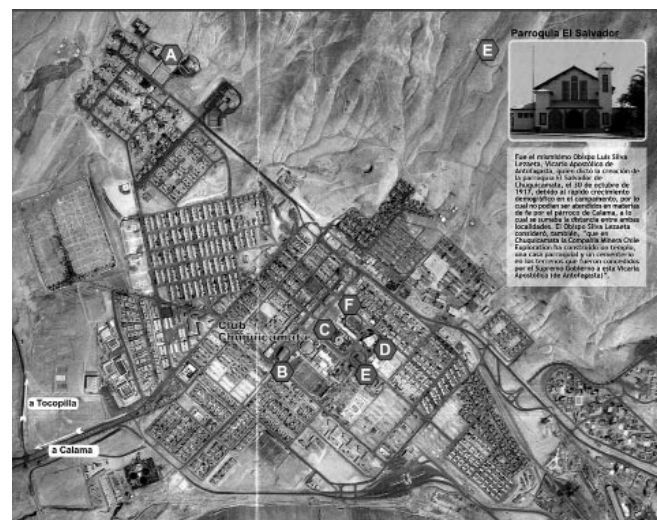 Parroquia El Salvador
E
A
Fue el mismísimo Obispo Luis Silva
Lezaeta, Vicario Apostólico de
Antofagasta, quien dictó la creación de
la parroquia El Salvador de
Chuquicamata, el 30 de octubre de
1917, debido al rápido crecimiento
demográfico en el campamento, por lo
cual no podían ser atendidos en materias
de fe por el párroco de Calama, a lo
cual se sumaba la distancia entre ambas
localidades. El Obispo Silva Lezaeta
consideró, también, "que en
Chuquicamata la Compañía Minera Chile
Exploration ha construido un templo,
una casa parroquial y un cementerio
en los terrenos que fueron concedidos
por el Supremo Gobierno a esta Vicaría
Apostólica (de Antofagasta)".
F
C
Club
Chuquicamata
D
B
E
a Tocopilla
a Calama